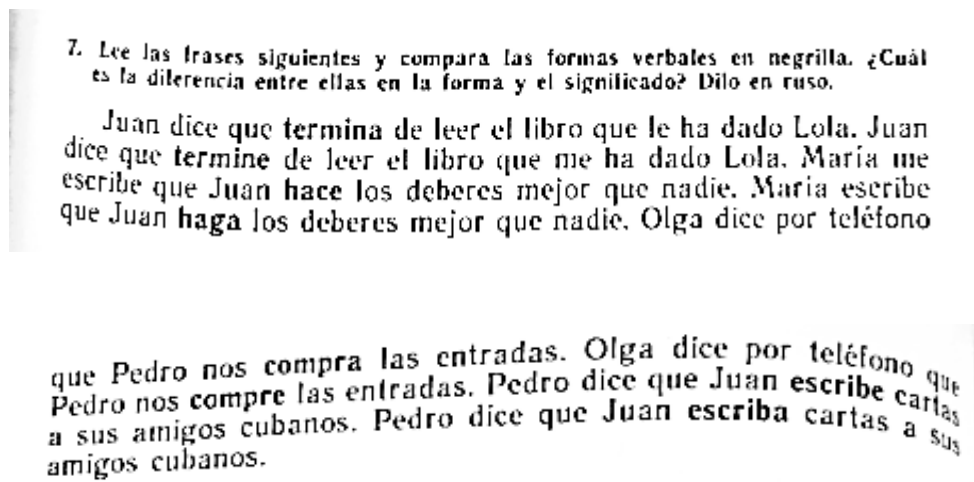 7. Lee las frases siguientes y compara las formas verbales en negrilla. ¿Cuál
es la diferencia entre ellas en la forma y el significado? Dilo en ruso.
Juan dice que termina de leer el libro que le ha dado Lola. Juan
dice que termine de leer el libro que me ha dado Lola. María me
escribe que Juan hace los deberes mejor que nadie. María escribe
que Juan haga los deberes mejor que nadie. Olga dice por teléfono
que Pedro nos compra las entradas. Olga dice por teléfono que
Pedro nos compre las entradas. Pedro dice que Juan escribe cartas
a sus amigos cubanos. Pedro dice que Juan escriba cartas a sus
amigos cubanos.